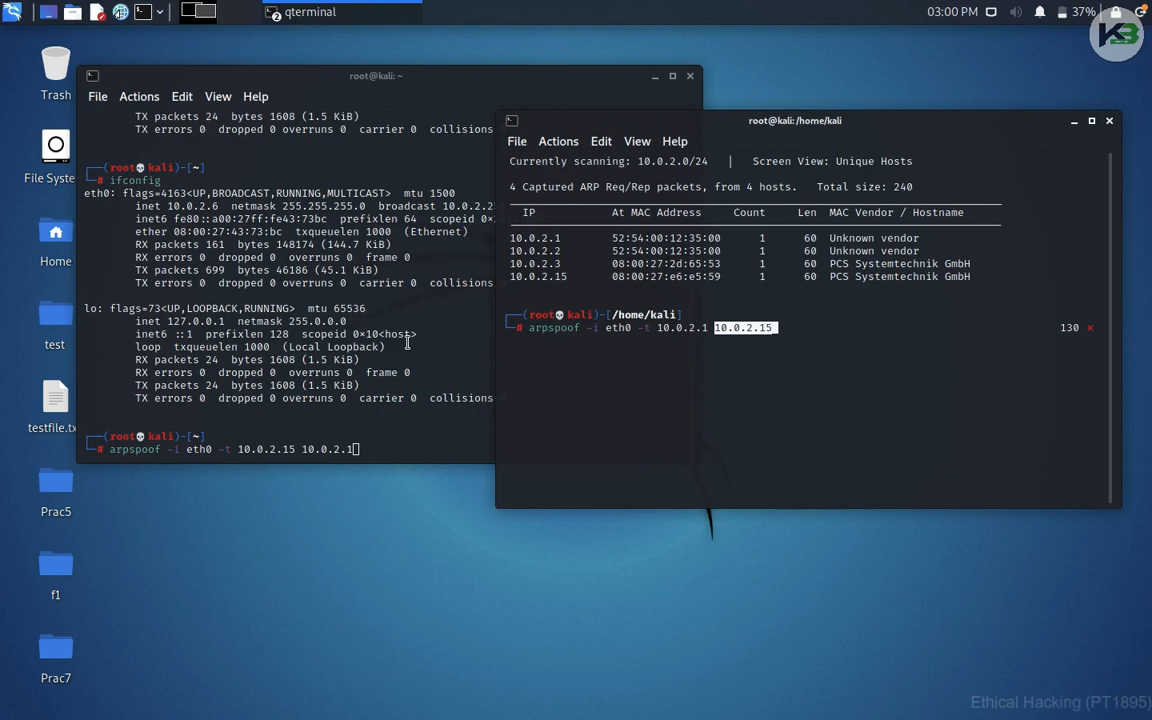 qterminal
03:00 PM
37%
Trash
File Syste
Home
test
testfile.tx
Prac5
f1
Prac7
root@kali: ~
File Actions Edit View Help
TX packets 24 bytes 1608 (1.5 KiB)
TX errors 0 dropped 0 overruns 0 carrier 0 collisions
(root💀kali)-[~]
# ifconfig
eth0: flags=4163<UP,BROADCAST,RUNNING,MULTICAST> mtu 1500
inet 10.0.2.6 netmask 255.255.255.0 broadcast 10.0.2.2
inet6 fe80::a00:27ff:fe43:73bc prefixlen 64 scopeid 0×
ether 08:00:27:43:73:bc txqueuelen 1000 (Ethernet)
RX packets 161 bytes 148174 (144.7 KiB)
RX errors 0 dropped 0 overruns 0 frame 0
TX packets 699 bytes 46186 (45.1 KiB)
TX errors 0 dropped 0 overruns 0 carrier 0 collisions
lo: flags=73<UP,LOOPBACK,RUNNING> mtu 65536
inet 127.0.0.1 netmask 255.0.0.0
inet6 ::1 prefixlen 128 scopeid 0×10<host>
loop txqueuelen 1000 (Local Loopback)
RX packets 24 bytes 1608 (1.5 KiB)
RX errors 0 dropped 0 overruns 0 frame 0
TX packets 24 bytes 1608 (1.5 KiB)
TX errors 0 dropped 0 overruns 0 carrier 0 collisions
(root💀kali)-[~]
# arpspoof -i eth0 -t 10.0.2.15 10.0.2.1
root@kali: /home/kali
File Actions Edit View Help
Currently scanning: 10.0.2.0/24 | Screen View: Unique Hosts
4 Captured ARP Req/Rep packets, from 4 hosts. Total size: 240
IP At MAC Address Count Len MAC Vendor / Hostname
10.0.2.1 52:54:00:12:35:00 1 60 Unknown vendor
10.0.2.2 52:54:00:12:35:00 1 60 Unknown vendor
10.0.2.3 08:00:27:2d:65:53 1 60 PCS Systemtechnik GmbH
10.0.2.15 08:00:27:e6:e5:59 1 60 PCS Systemtechnik GmbH
(root💀kali)-[/home/kali]
# arpspoof -i eth0 -t 10.0.2.1 10.0.2.15 130 ×
Ethical Hacking (PT1895)